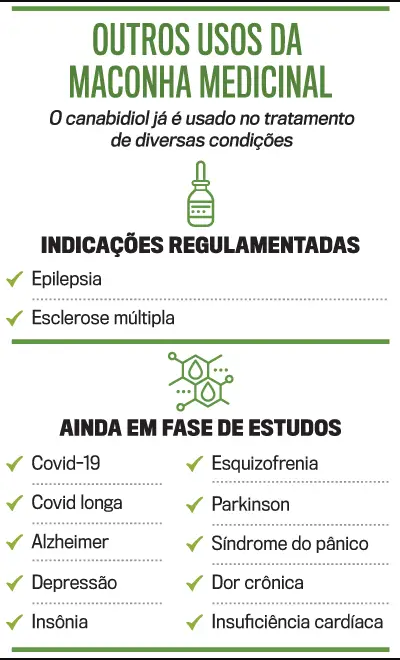 OUTROS USOS DA
MACONHA MEDICINAL
O canabidiol já é usado no tratamento
de diversas condições
INDICAÇÕES REGULAMENTADAS
Epilepsia
Esclerose múltipla
AINDA EM FASE DE ESTUDOS
Covid-19
Covid longa
Alzheimer
Depressão
Insônia
Esquizofrenia
Parkinson
Síndrome do pânico
Dor crônica
Insuficiência cardíaca